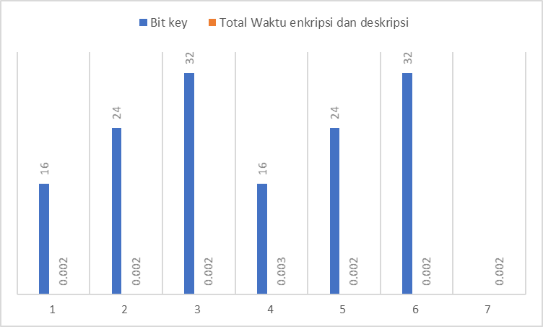 Bit key Total Waktu enkripsi dan deskripsi
16 0.002 24 0.002 32 0.002 16 0.003 24 0.002 32 0.002 0.002
1 2 3 4 5 6 7